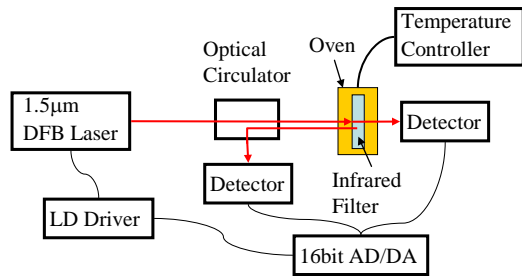 Temperature
Controller
Oven
Optical
Circulator
1.5μm
DFB Laser
Detector
Detector
Infrared
Filter
LD Driver
16bit AD/DA